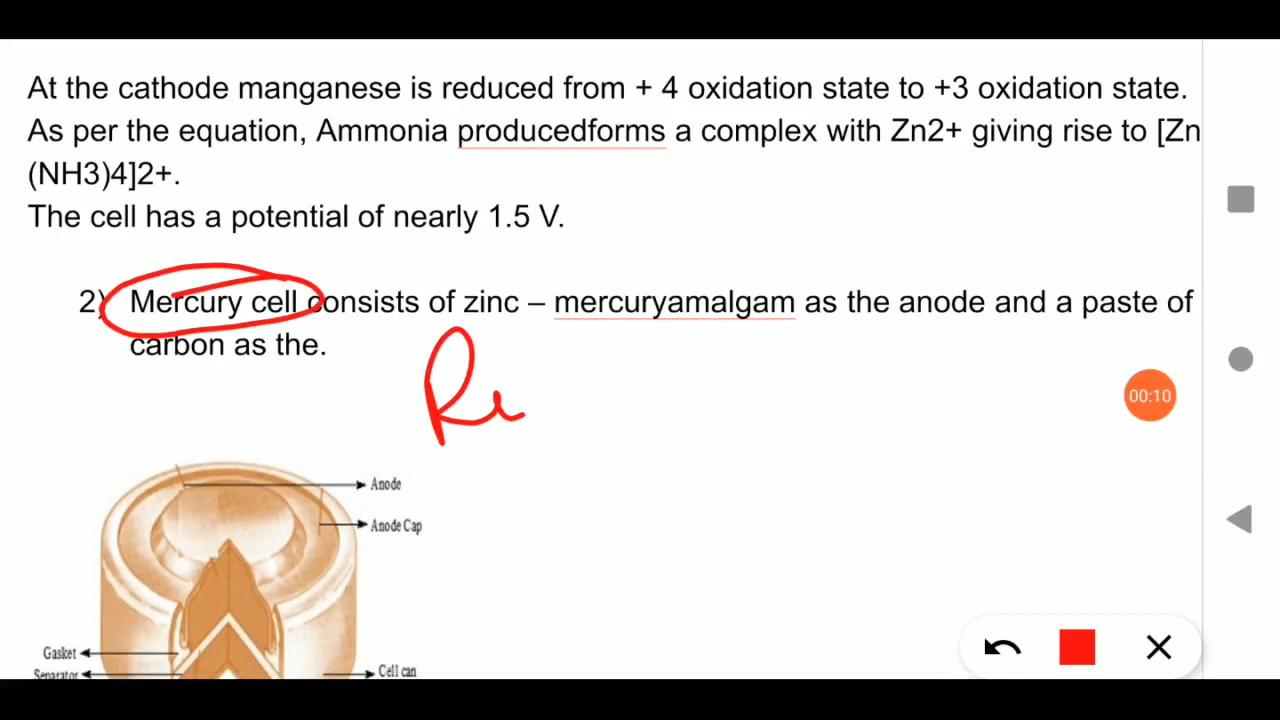 At the cathode manganese is reduced from + 4 oxidation state to +3 oxidation state.
As per the equation, Ammonia producedforms a complex with Zn2+ giving rise to [Zn
(NH3)4]2+.
The cell has a potential of nearly 1.5 V.
2) Mercury cell consists of zinc – mercuryamalgam as the anode and a paste of
carbon as the.
Re
00:10
Anode
Anode Cap
Gasket
Separator
Cell can